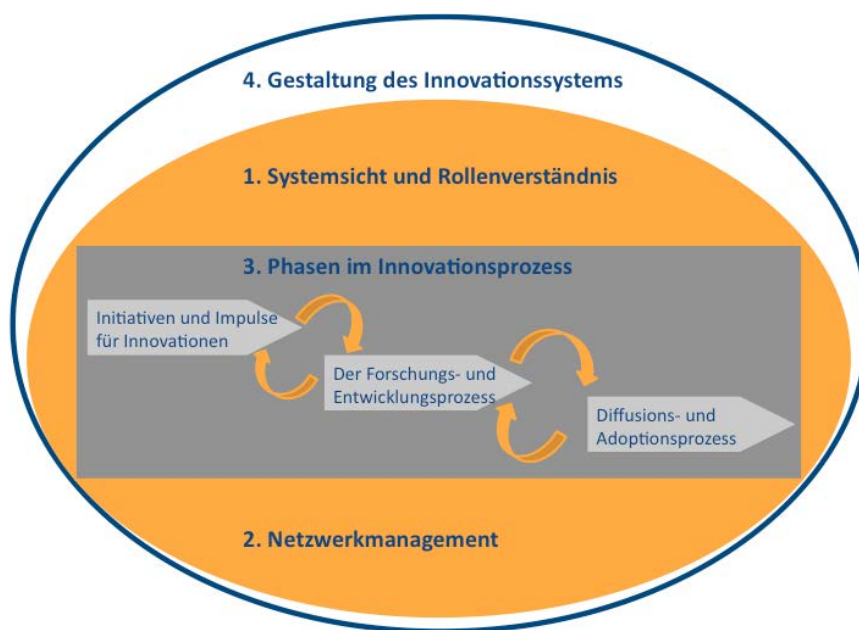 4. Gestaltung des Innovationssystems
1. Systemsicht und Rollenverständnis
3. Phasen im Innovationsprozess
Initiativen und Impulse
für Innovationen
Der Forschungs- und
Entwicklungsprozess
Diffusions- und
Adoptionsprozess
2. Netzwerkmanagement